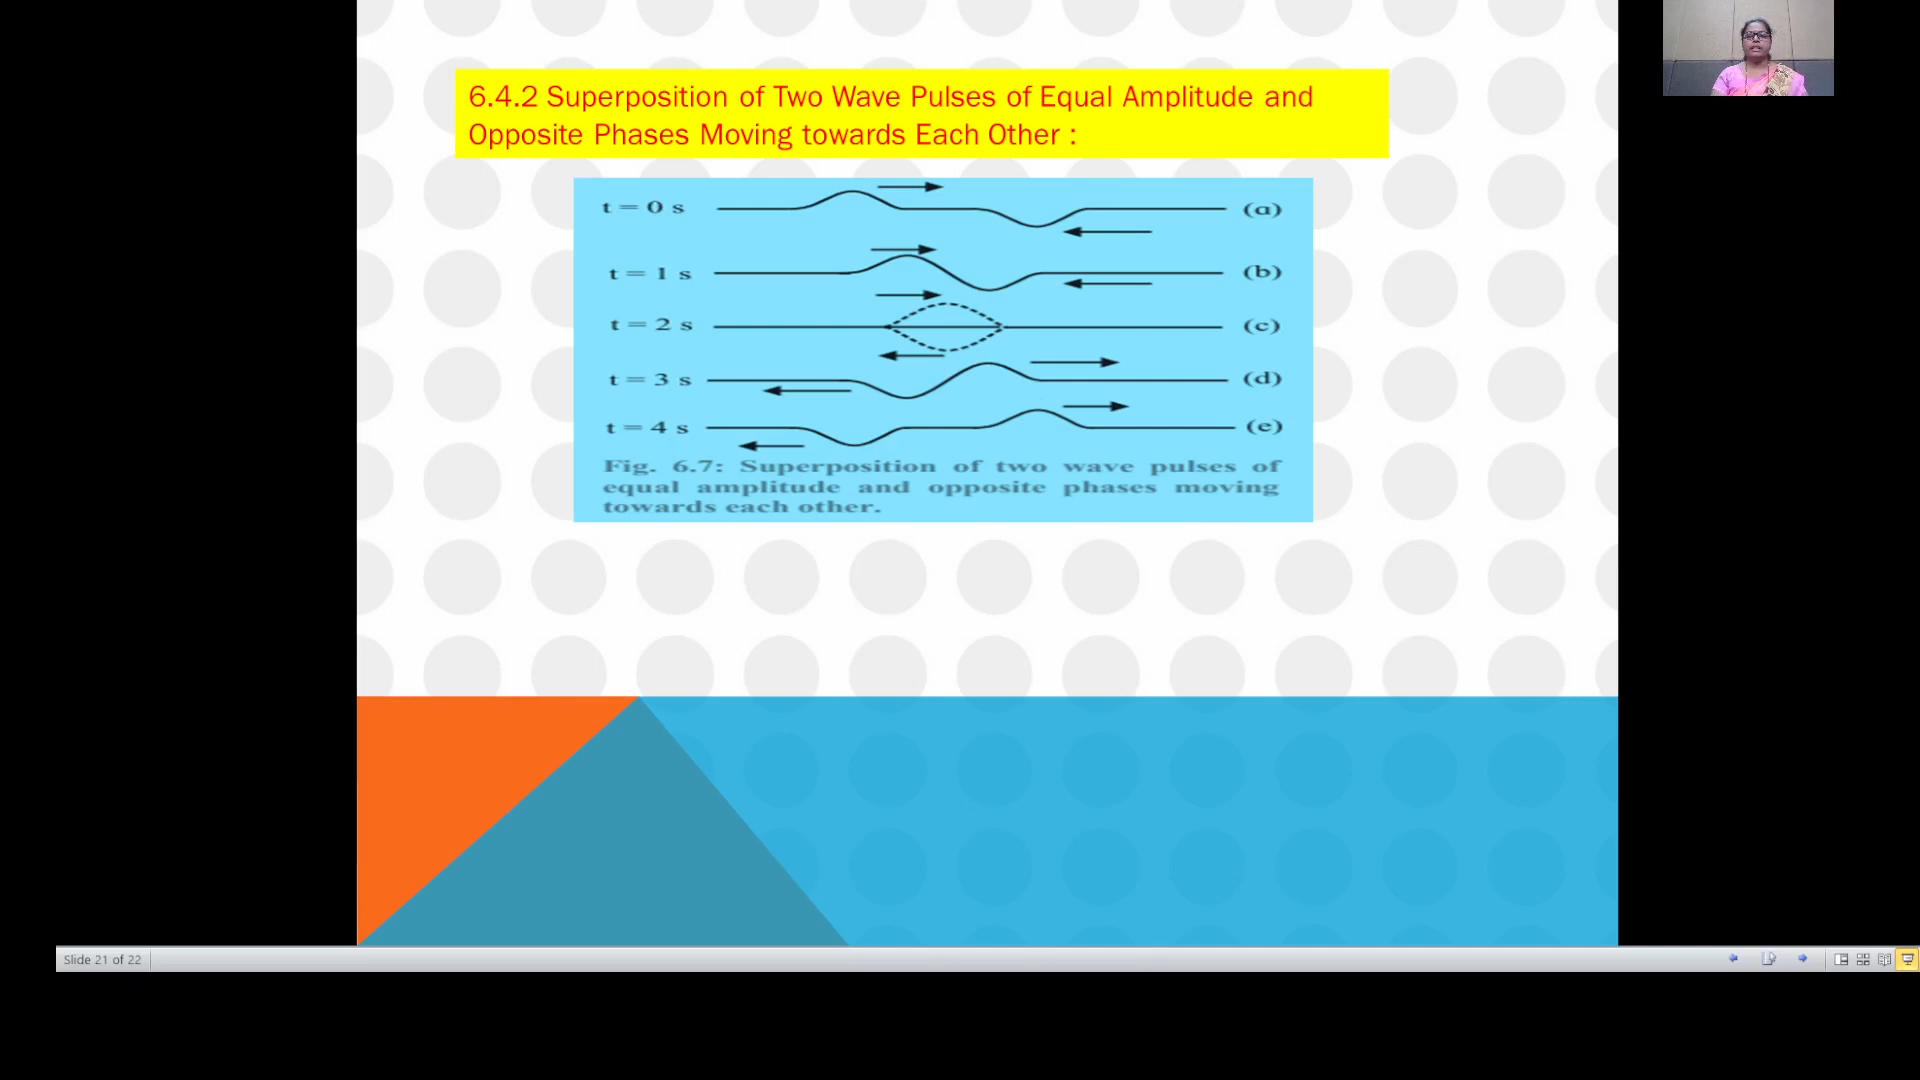 6.4.2 Superposition of Two Wave Pulses of Equal Amplitude and
Opposite Phases Moving towards Each Other :
t = 0 s (a)
t = 1 s (b)
t = 2 s (c)
t = 3 s (d)
t = 4 s (e)
Fig. 6.7: Superposition of two wave pulses of
equal amplitude and opposite phases moving
towards each other.
Slide 21 of 22